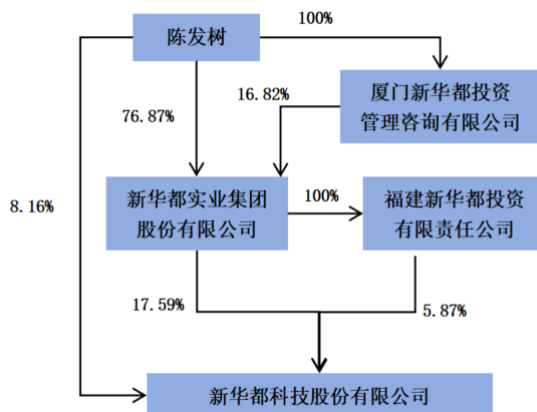 陈发树
100%
厦门新华都投资
管理咨询有限公司
16.82%
76.87%
新华都实业集团
股份有限公司
100%
福建新华都投资
有限责任公司
8.16%
17.59%
5.87%
新华都科技股份有限公司